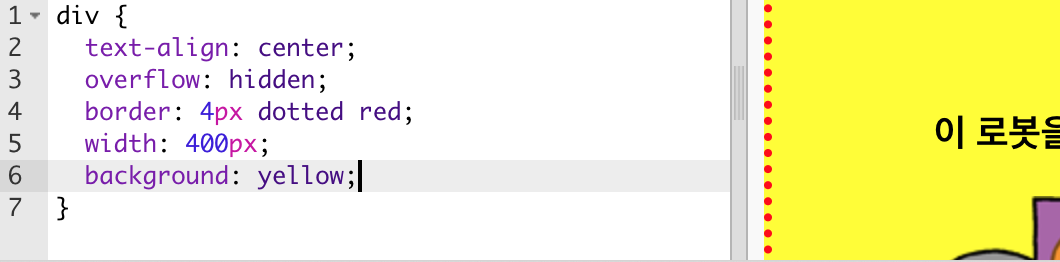 1 div {
2 text-align: center;
3 overflow: hidden;
4 border: 4px dotted red;
5 width: 400px;
6 background: yellow;
7 }
이 로봇을